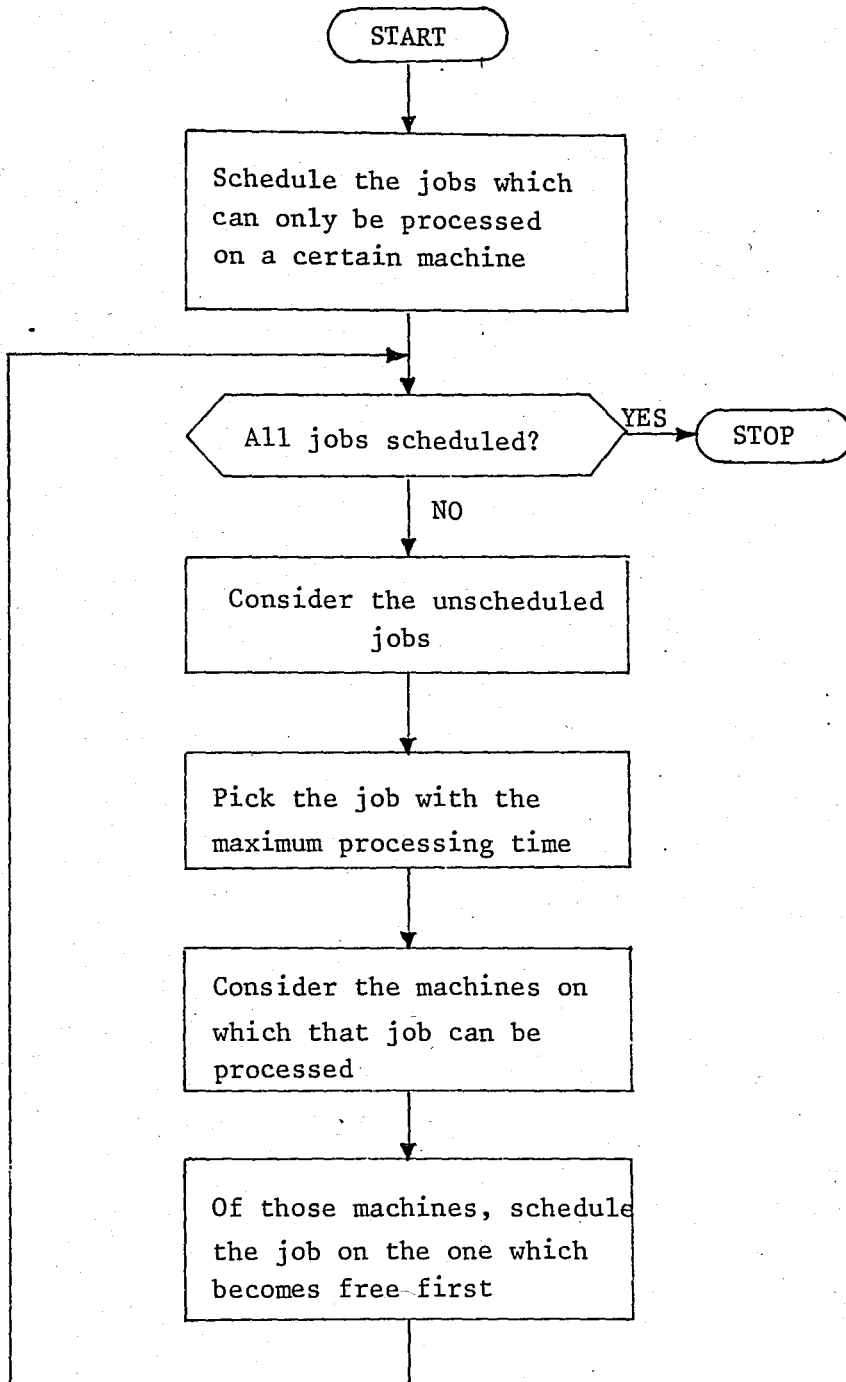 START
Schedule the jobs which
can only be processed
on a certain machine
All jobs scheduled?
YES
STOP
NO
Consider the unscheduled
jobs
Pick the job with the
maximum processing time
Consider the machines on
which that job can be
processed
Of those machines, schedule
the job on the one which
becomes free first